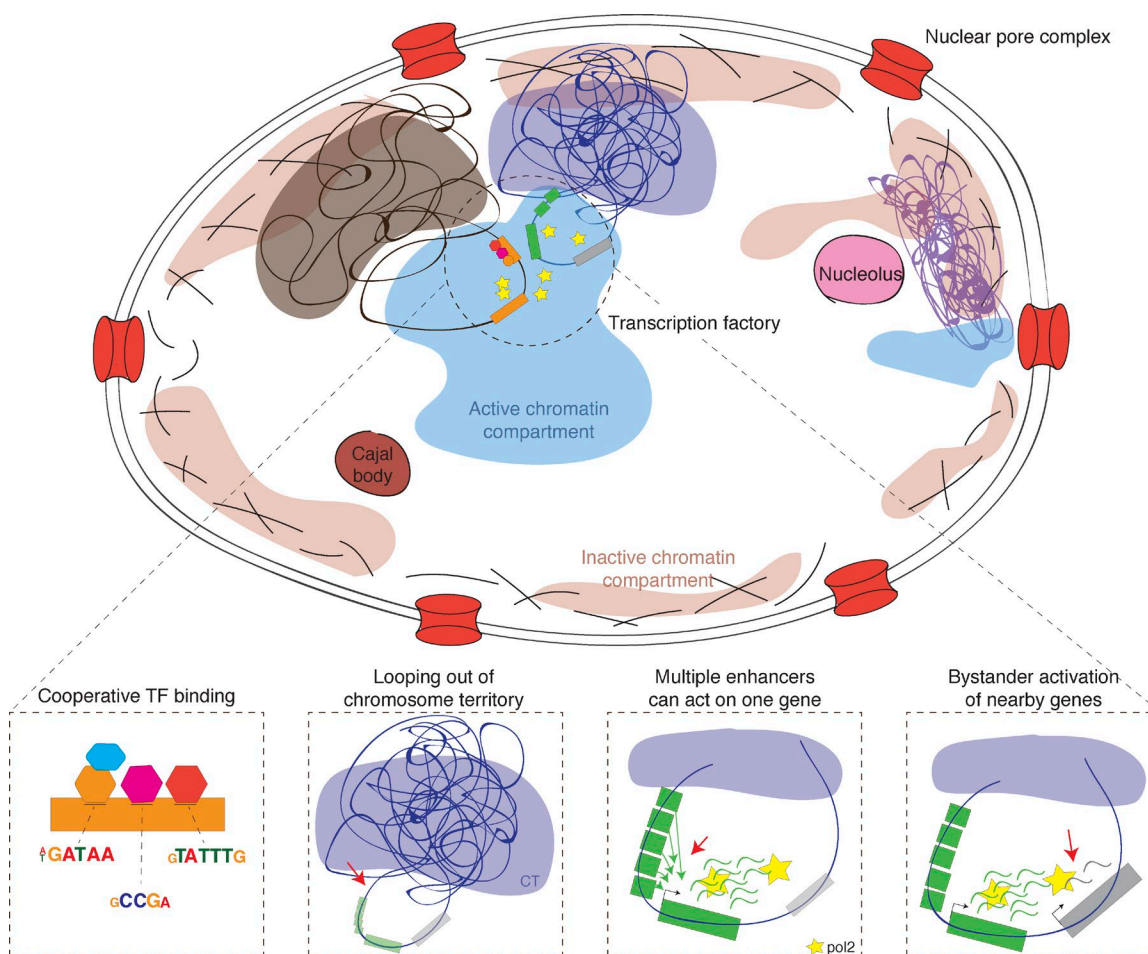 Nuclear pore complex
Nucleolus
Transcription factory
Active chromatin
compartment
Cajal
body
Inactive chromatin
compartment
Cooperative TF binding
Looping out of
chromosome territory
Multiple enhancers
can act on one gene
Bystander activation
of nearby genes
GATAA
GTATTTG
GCCGA
CT
pol2